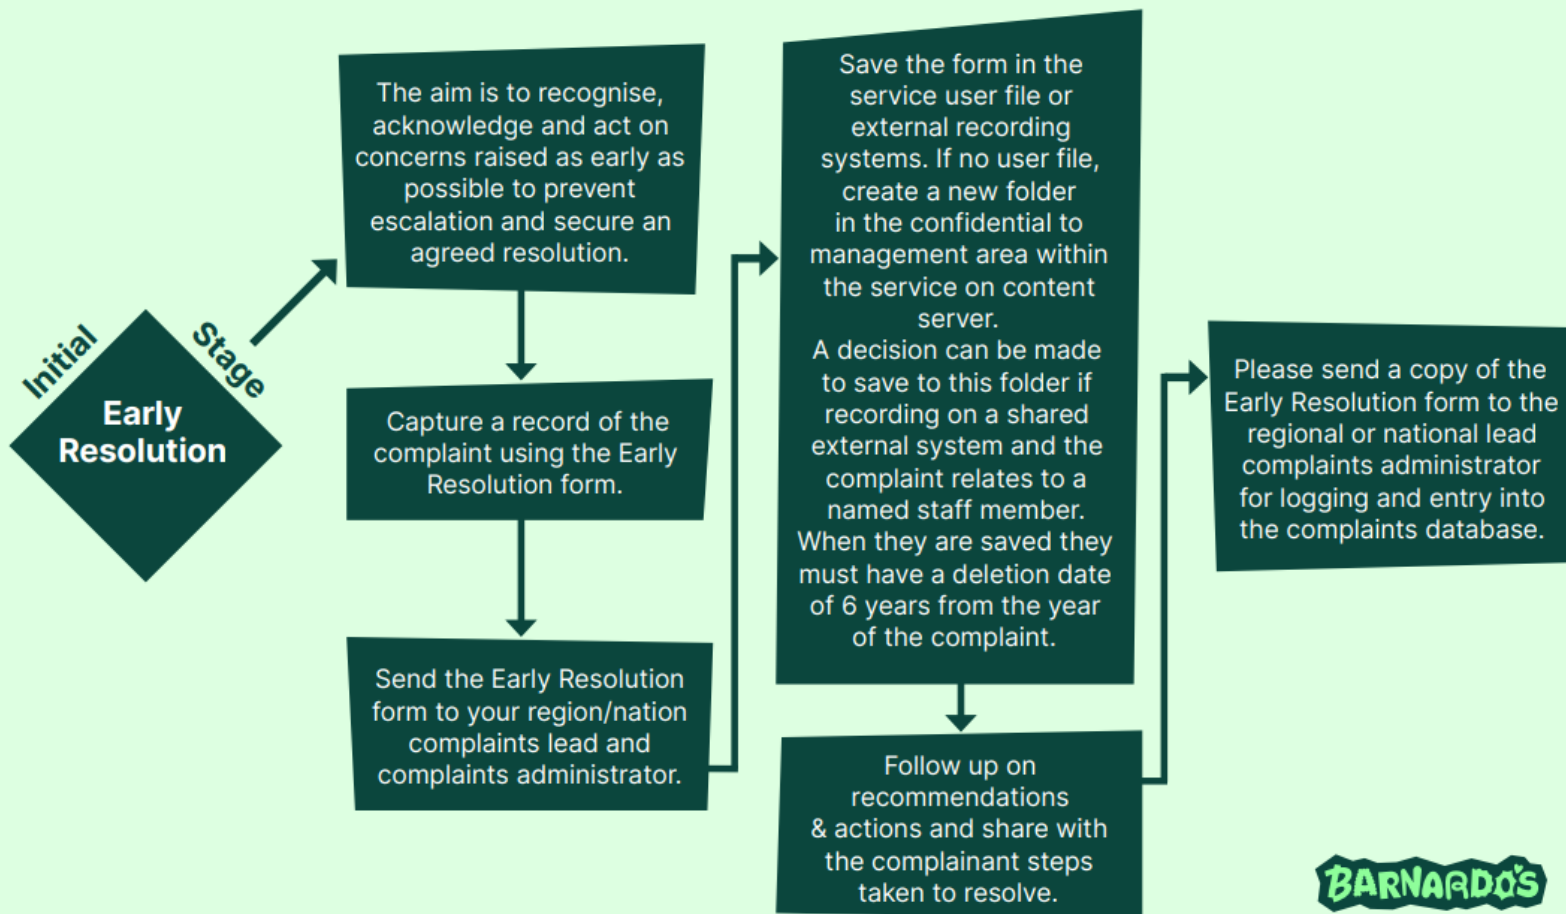 Initial
Stage
Early
Resolution
The aim is to recognise,
acknowledge and act on
concerns raised as early as
possible to prevent
escalation and secure an
agreed resolution.
Capture a record of the
complaint using the Early
Resolution form.
Send the Early Resolution
form to your region/nation
complaints lead and
complaints administrator.
Save the form in the
service user file or
external recording
systems. If no user file,
create a new folder
in the confidential to
management area within
the service on content
server.
A decision can be made
to save to this folder if
recording on a shared
external system and the
complaint relates to a
named staff member.
When they are saved they
must have a deletion date
of 6 years from the year
of the complaint.
Follow up on
recommendations
& actions and share with
the complainant steps
taken to resolve.
Please send a copy of the
Early Resolution form to the
regional or national lead
complaints administrator
for logging and entry into
the complaints database.
BARNARDO'S